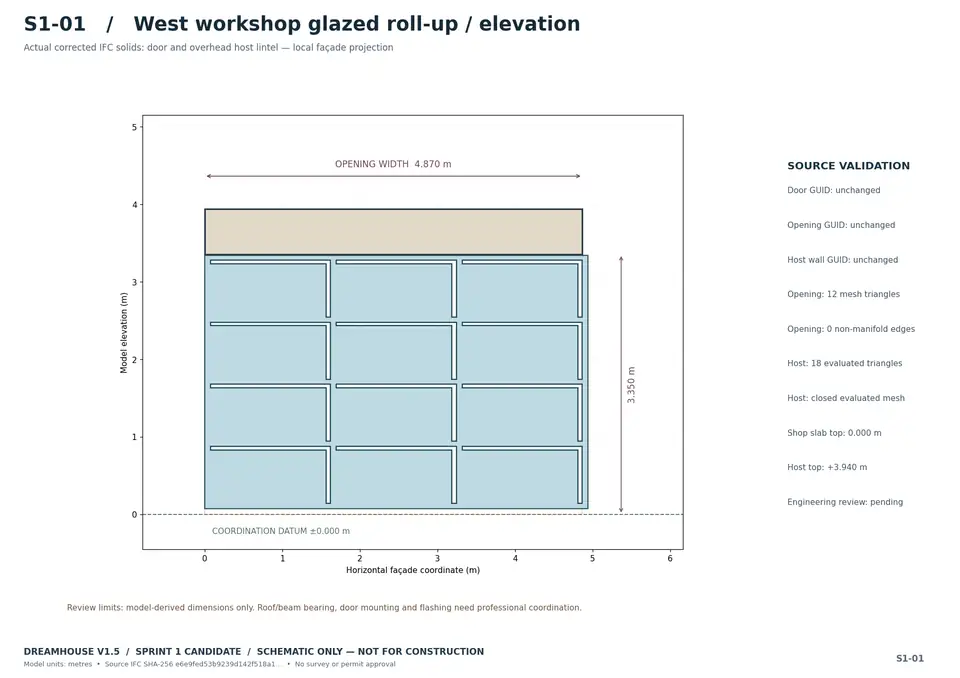 S1-01 / West workshop glazed roll-up / elevation
Actual corrected IFC solids: door and overhead host lintel — local façade projection
5
4
3
2
1
0
Model elevation (m)
OPENING WIDTH 4.870 m
3.350 m
COORDINATION DATUM ±0.000 m
0 1 2 3 4 5 6
Horizontal façade coordinate (m)
SOURCE VALIDATION
Door GUID: unchanged
Opening GUID: unchanged
Host wall GUID: unchanged
Opening: 12 mesh triangles
Opening: 0 non-manifold edges
Host: 18 evaluated triangles
Host: closed evaluated mesh
Shop slab top: 0.000 m
Host top: +3.940 m
Engineering review: pending
Review limits: model-derived dimensions only. Roof/beam bearing, door mounting and flashing need professional coordination.
DREAMHOUSE V1.5 / SPRINT 1 CANDIDATE / SCHEMATIC ONLY — NOT FOR CONSTRUCTION
Model units: metres • Source IFC SHA-256 e6e9fed53b9239d142f518a1… • No survey or permit approval
S1-01